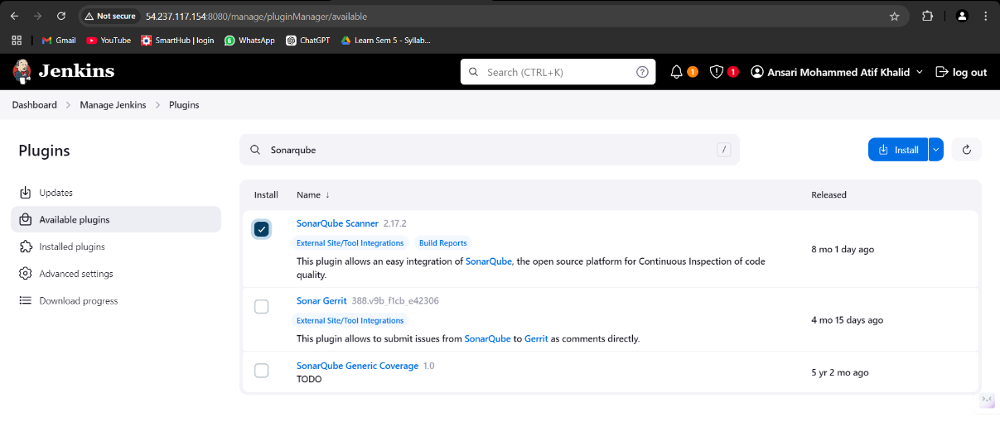 Not secure 54.237.117.154:8080/manage/pluginManager/available
Gmail YouTube SmartHub | login WhatsApp ChatGPT Learn Sem 5 - Syllab...
Jenkins Search (CTRL+K) ? 1 1 Ansari Mohammed Atif Khalid log out
Dashboard Manage Jenkins Plugins
Plugins
Updates
Available plugins
Installed plugins
Advanced settings
Download progress
Sonarqube /
Install
Install Name ↓ Released
SonarQube Scanner 2.17.2
External Site/Tool Integrations Build Reports
8 mo 1 day ago
This plugin allows an easy integration of SonarQube, the open source platform for Continuous Inspection of code
quality.
Sonar Gerrit 388.v9b_f1cb_e42306
External Site/Tool Integrations
4 mo 15 days ago
This plugin allows to submit issues from SonarQube to Gerrit as comments directly.
SonarQube Generic Coverage 1.0
5 yr 2 mo ago
TODO